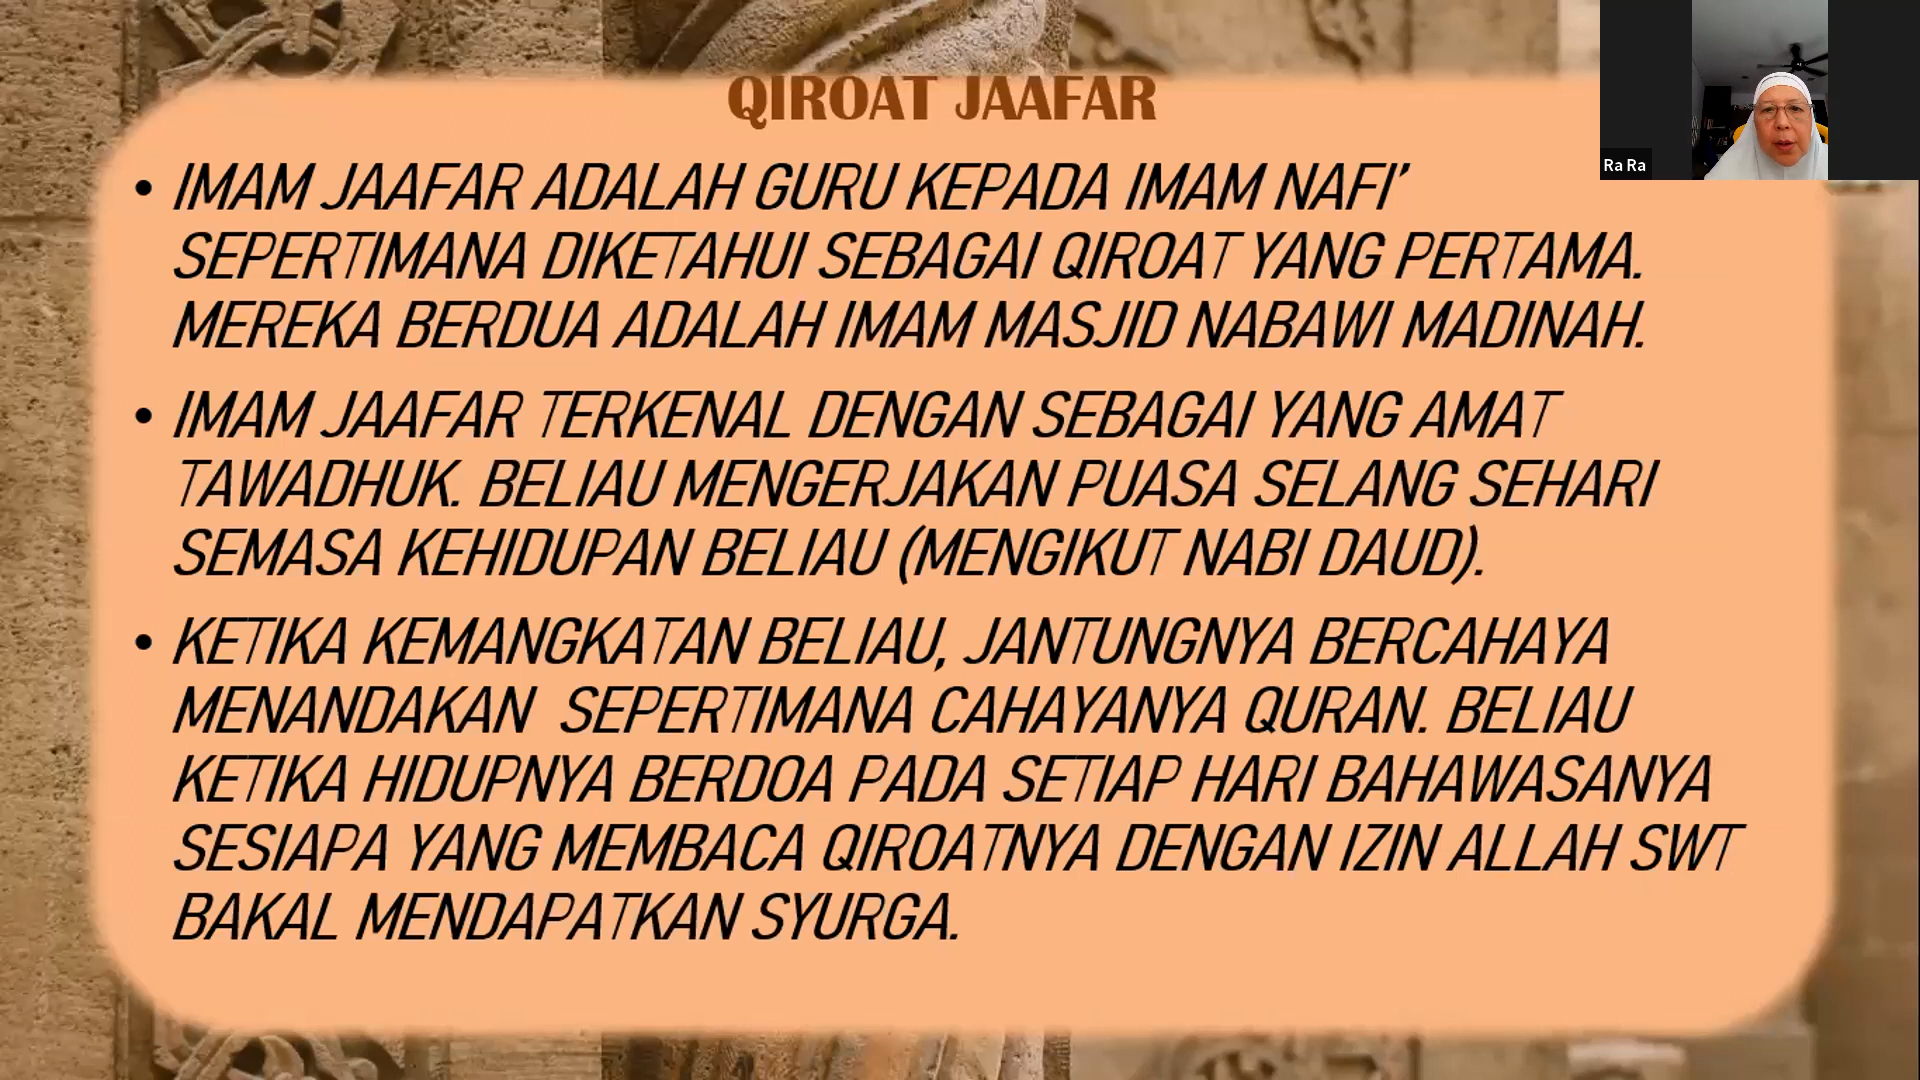 QIROAT JAAFAR
Ra Ra
• IMAM JAAFAR ADALAH GURU KEPADA IMAM NAFI’
SEPERTIMANA DIKETAHUI SEBAGAI QIROAT YANG PERTAMA.
MEREKA BERDUA ADALAH IMAM MASJID NABAWI MADINAH.
• IMAM JAAFAR TERKENAL DENGAN SEBAGAI YANG AMAT
TAWADHUK. BELIAU MENGERJAKAN PUASA SELANG SEHARI
SEMASA KEHIDUPAN BELIAU (MENGIKUT NABI DAUD).
• KETIKA KEMANGKATAN BELIAU, JANTUNGNYA BERCAHAYA
MENANDAKAN SEPERTIMANA CAHAYANYA QURAN. BELIAU
KETIKA HIDUPNYA BERDOA PADA SETIAP HARI BAHAWASANYA
SESIAPA YANG MEMBACA QIROATNYA DENGAN IZIN ALLAH SWT
BAKAL MENDAPATKAN SYURGA.